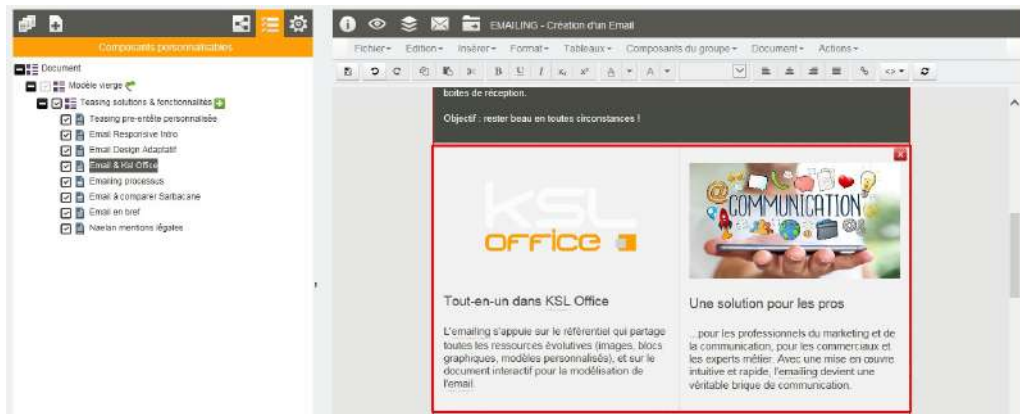 EMAILING - Création d'un Email
Composants personnalisables
Fichier
Edition
Insérer
Format
Tableaux
Composants du groupe
Document
Actions
Document
Modèle vierge
Teasing solutions & fonctionnalités
Teasing pre-entête personnalisée
Email Responsive Intro
Email Design Adaptatif
Email & Ksl Office
Emailing processus
Email à comparer Sarbacane
Email en bref
Naelan mentions légales
boites de réception.
Objectif : rester beau en toutes circonstances !
KSL
OFFICE
COMMUNICATION
Tout-en-un dans KSL Office
L'emailing s'appuie sur le référentiel qui partage
toutes les ressources évolutives (images, blocs
graphiques, modèles personnalisés), et sur le
document interactif pour la modélisation de
l'email.
Une solution pour les pros
...pour les professionnels du marketing et de
la communication, pour les commerciaux et
les experts métier. Avec une mise en œuvre
intuitive et rapide, l'emailing devient une
véritable brique de communication.